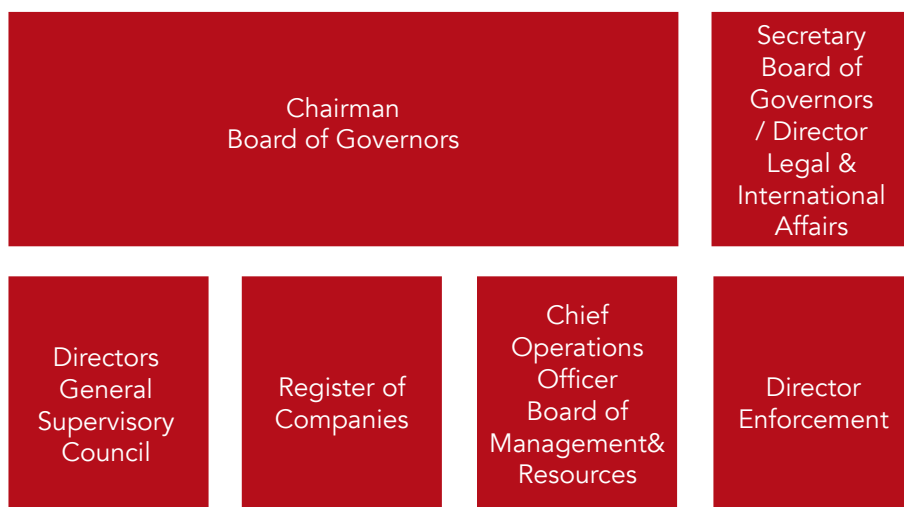 Chairman
Board of Governors
Secretary
Board of
Governors
/ Director
Legal &
International
Affairs
Directors
General
Supervisory
Council
Register of
Companies
Chief
Operations
Officer
Board of
Management&
Resources
Director
Enforcement